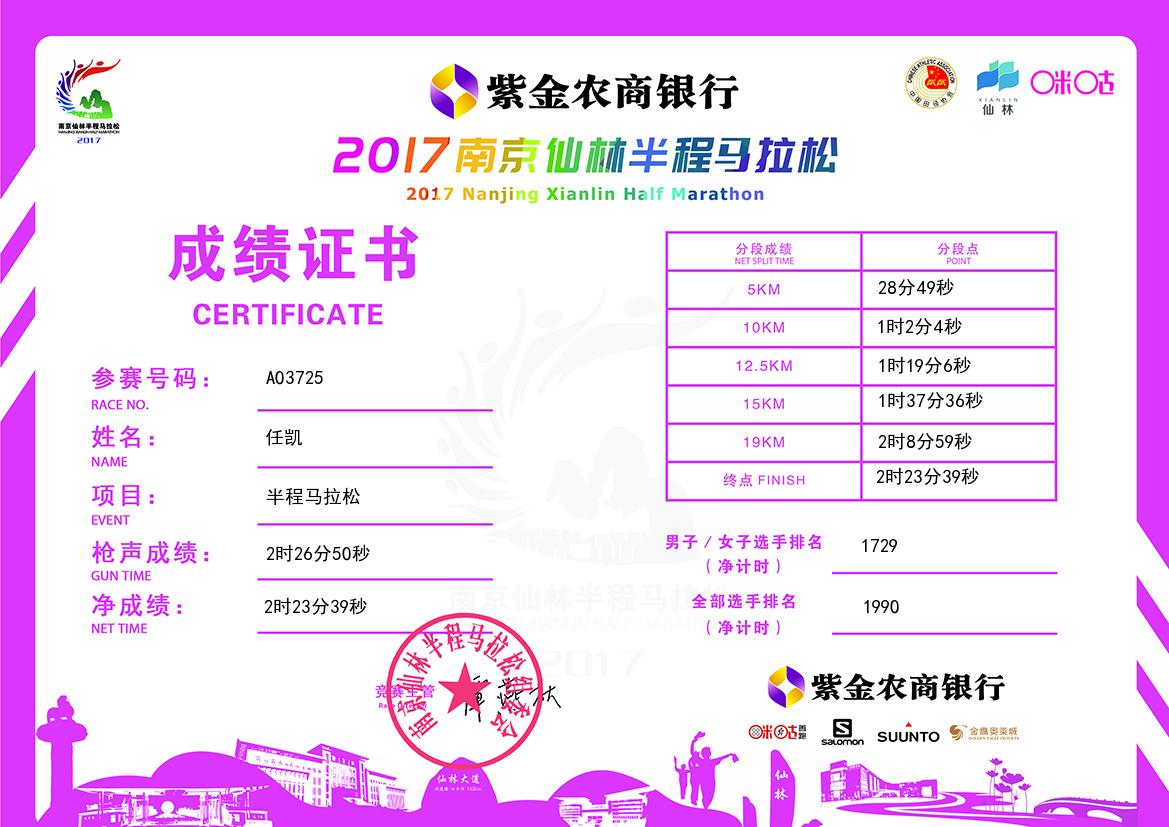 南京仙林半程马拉松
NANJING XIANLIN HALF MARATHON
2017
紫金农商银行
CHINESE ATHLETIC ASSOCIATION
中国田径协会
XIANLIN
仙林
咪咕
2017南京仙林半程马拉松
2017 Nanjing Xianlin Half Marathon
成绩证书
CERTIFICATE
参赛号码： A03725
RACE NO.
姓名： 任凯
NAME
项目： 半程马拉松
EVENT
枪声成绩： 2时26分50秒
GUN TIME
净成绩： 2时23分39秒
NET TIME
分段成绩 分段点
NET SPLIT TIME POINT
5KM 28分49秒
10KM 1时2分4秒
12.5KM 1时19分6秒
15KM 1时37分36秒
19KM 2时8分59秒
终点 FINISH 2时23分39秒
男子 / 女子选手排名 1729
（净计时）
全部选手排名 1990
（净计时）
南京仙林半程马拉松
2017
竞赛主管
南京仙林半程马拉松组委会
紫金农商银行
咪咕善跑
SALOMON
SUUNTO
金鹰奥莱城
GOLDEN EAGLE OUTLETS
仙林大道
仙林